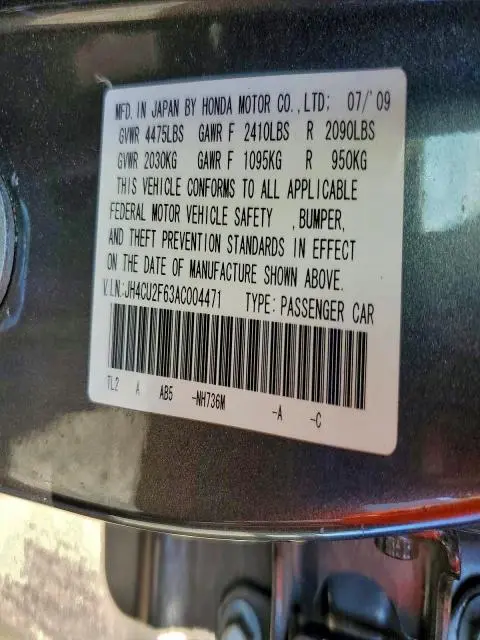 MFD. IN JAPAN BY HONDA MOTOR CO., LTD: 07/'09
GVWR 4475LBS GAWR F 2410LBS R 2090LBS
GVWR 2030KG GAWR F 1095KG R 950KG
THIS VEHICLE CONFORMS TO ALL APPLICABLE
FEDERAL MOTOR VEHICLE SAFETY , BUMPER,
AND THEFT PREVENTION STANDARDS IN EFFECT
ON THE DATE OF MANUFACTURE SHOWN ABOVE.
V.I.N:JH4CU2F63AC004471 TYPE: PASSENGER CAR
TL2 A AB5 -NH736M -A -C